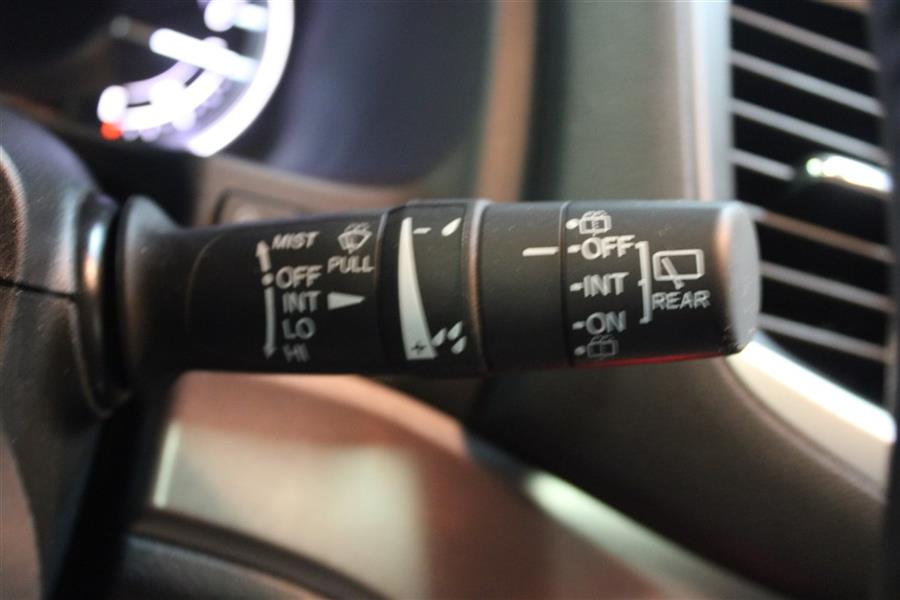 MIST
OFF
INT
LO
HI
PULL
- 
+
OFF
INT
ON
REAR